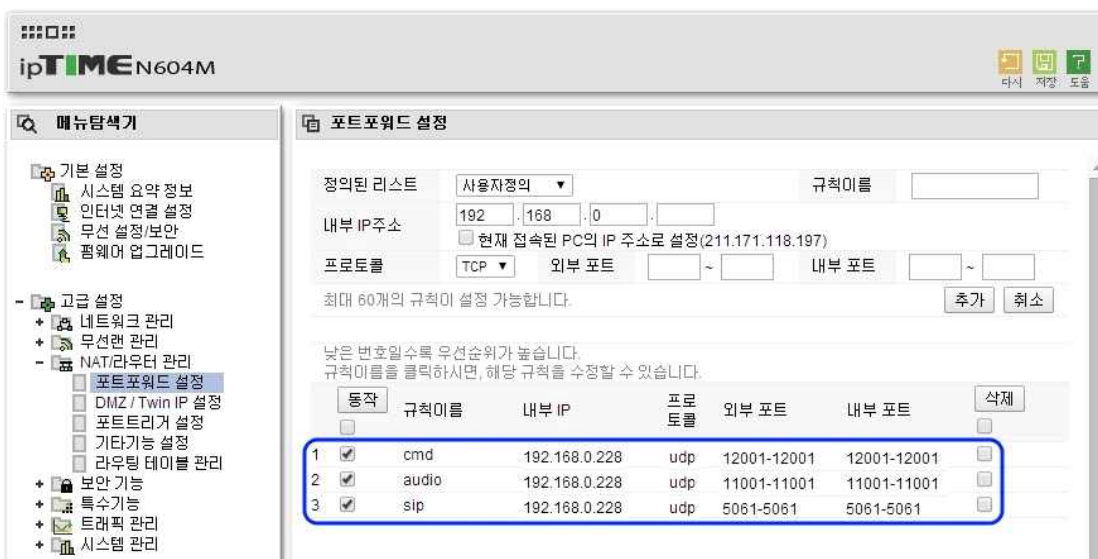 ipTIME N604M
다시 저장 도움
메뉴탐색기
기본 설정
시스템 요약 정보
인터넷 연결 설정
무선 설정/보안
펌웨어 업그레이드
고급 설정
네트워크 관리
무선랜 관리
NAT/라우터 관리
포트포워드 설정
DMZ / Twin IP 설정
포트트리거 설정
기타기능 설정
라우팅 테이블 관리
보안 기능
특수기능
트래픽 관리
시스템 관리
포트포워드 설정
정의된 리스트 사용자정의 ▼ 규칙이름
내부 IP주소 192 . 168 . 0 .
현재 접속된 PC의 IP 주소로 설정(211.171.118.197)
프로토콜 TCP ▼ 외부 포트 ~ 내부 포트 ~
최대 60개의 규칙이 설정 가능합니다. 추가 취소
낮은 번호일수록 우선순위가 높습니다.
규칙이름을 클릭하시면, 해당 규칙을 수정할 수 있습니다.
동작 규칙이름 내부 IP 프로토콜 외부 포트 내부 포트 삭제
1 cmd 192.168.0.228 udp 12001-12001 12001-12001
2 audio 192.168.0.228 udp 11001-11001 11001-11001
3 sip 192.168.0.228 udp 5061-5061 5061-5061